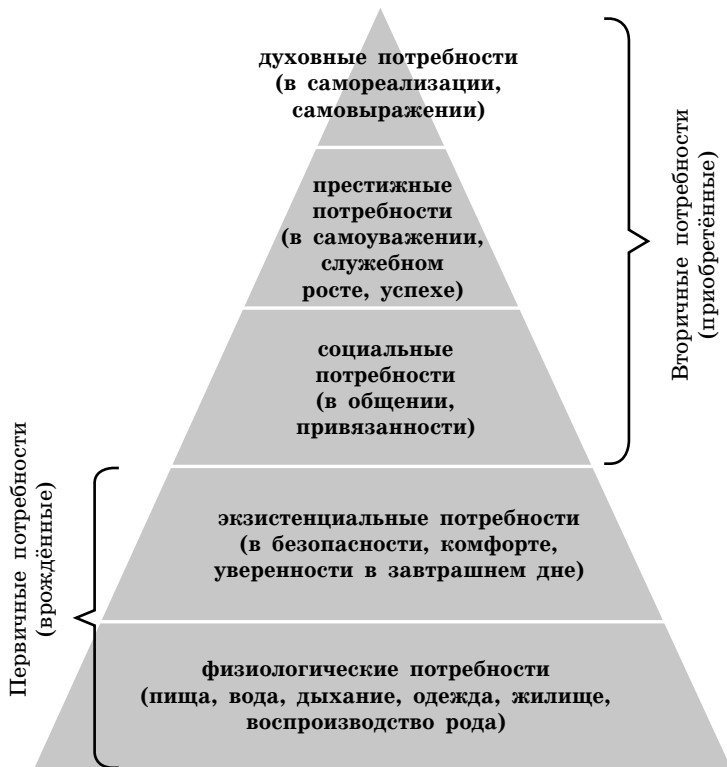 духовные потребности
(в самореализации,
самовыражении)
престижные
потребности
(в самоуважении,
служебном
росте, успехе)
социальные
потребности
(в общении,
привязанности)
экзистенциальные потребности
(в безопасности, комфорте,
уверенности в завтрашнем дне)
физиологические потребности
(пища, вода, дыхание, одежда, жилище,
воспроизводство рода)
Вторичные потребности
(приобретённые)
Первичные потребности
(врождённые)